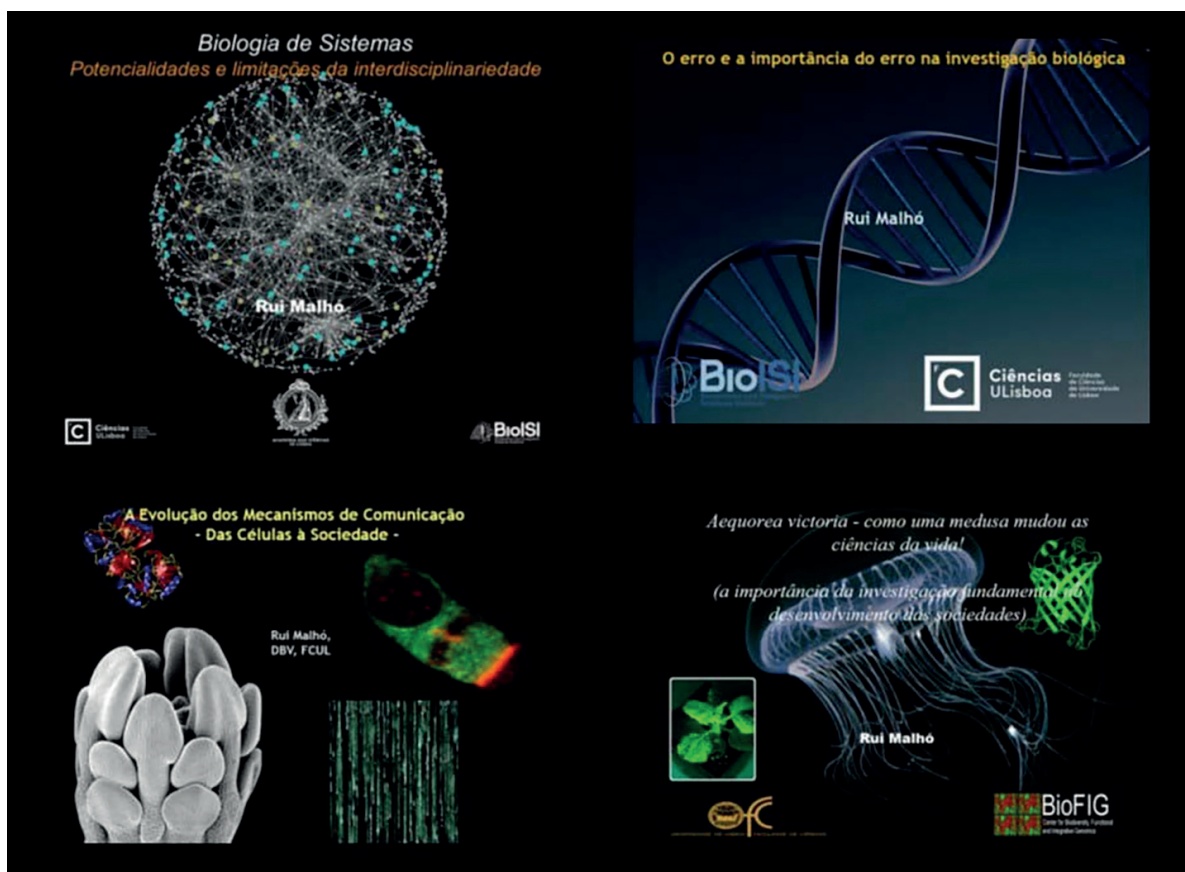 Biologia de Sistemas
Potencialidades e limitações da interdisciplinariedade
Rui Malhó
Ciências
ULisboa
BioISI
O erro e a importância do erro na investigação biológica
Rui Malhó
BioISI
Ciências
ULisboa
Faculdade
de Ciências
da Universidade
de Lisboa
A Evolução dos Mecanismos de Comunicação
- Das Células à Sociedade -
Rui Malhó,
DBV, FCUL
Aequorea victoria - como uma medusa mudou as
ciências da vida!
(a importância da investigação fundamental no
desenvolvimento das sociedades)
Rui Malhó
BioFIG
Center for Biodiversity, Functional
and Integrative Genomics